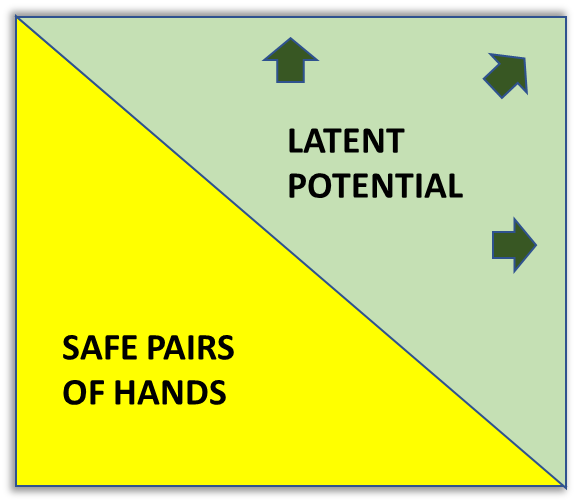 LATENT
POTENTIAL
SAFE PAIRS
OF HANDS